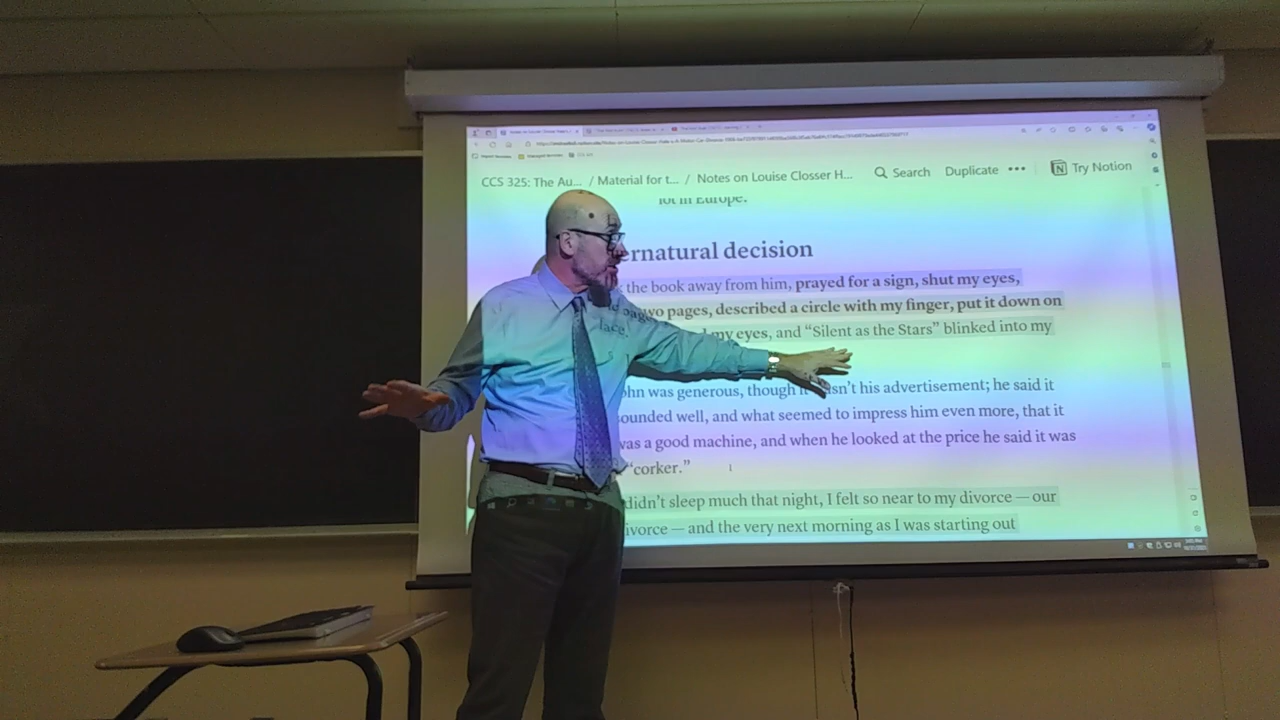 CCS 325: The Au... / Material for t... / Notes on Louise Closser H... Search Duplicate ••• Try Notion
lot in Europe.
ernatural decision
the book away from him, prayed for a sign, shut my eyes,
two pages, described a circle with my finger, put it down on
my eyes, and “Silent as the Stars” blinked into my
lace.
ohn was generous, though it wasn’t his advertisement; he said it
ounded well, and what seemed to impress him even more, that it
was a good machine, and when he looked at the price he said it was
“corker.”
didn’t sleep much that night, I felt so near to my divorce — our
ivorce — and the very next morning as I was starting out